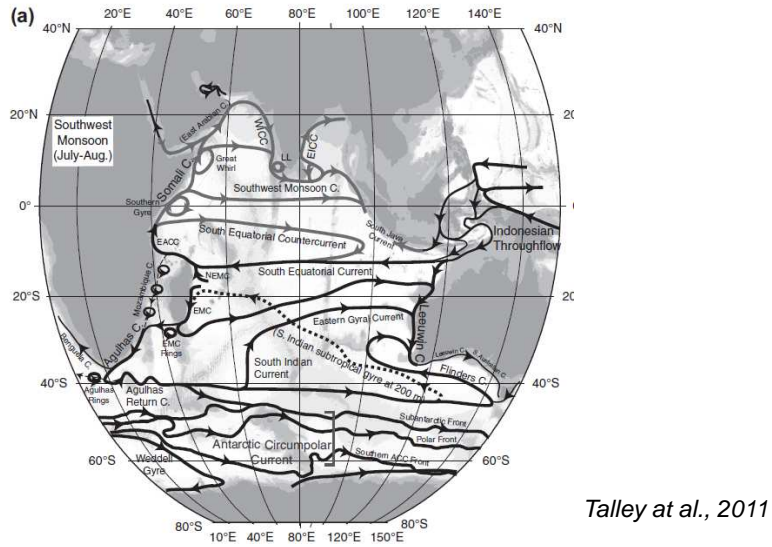 (a)
20°E 40°E 60°E 80°E 100°E 120°E 140°E
40°N 40°N
20°N 20°N
0° 0°
20°S 20°S
40°S 40°S
60°S 60°S
80°S 80°S
10°E 40°E 80°E 120°E 150°E
Southwest
Monsoon
(July-Aug.)
(East Arabian C.)
WICC
EICC
LL
Great
Whirl
Somali C.
Southwest Monsoon C.
Southern
Gyre
South Equatorial Countercurrent
South Java
Current
Indonesian
Throughflow
EACC
South Equatorial Current
NEMC
Mozambique C.
EMC
Eastern Gyral Current
Leeuwin C.
EMC
Rings
(S. Indian subtropical gyre at 200 m)
Agulhas C.
Benguela C.
South Indian
Current
Leeuwin C.
S. Australia C.
Flinders C.
Agulhas
Rings
Agulhas
Return C.
Subantarctic Front
Polar Front
Antarctic Circumpolar
Current
Southern ACC Front
Weddell
Gyre
Talley at al., 2011